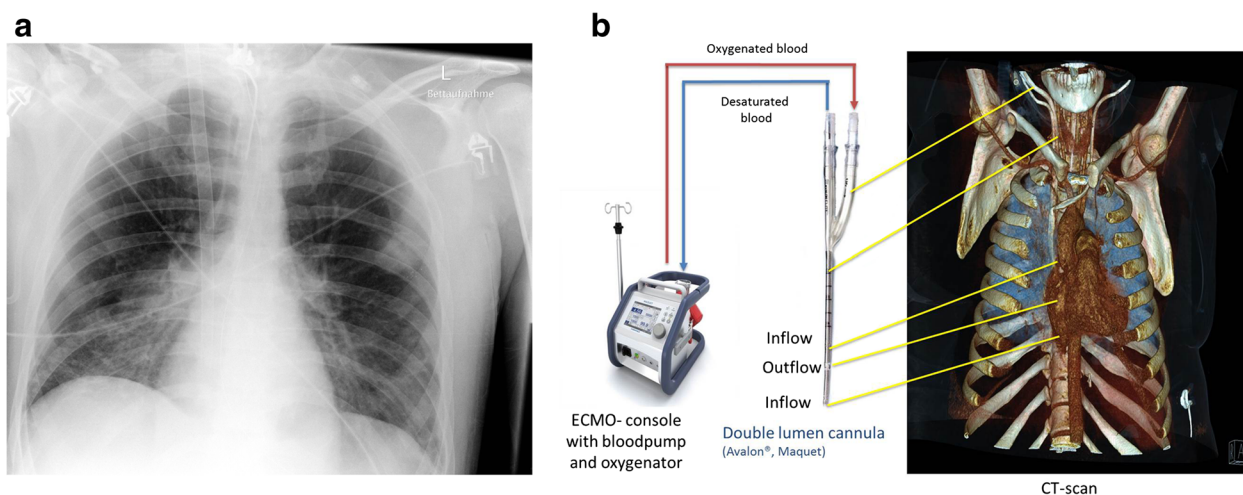 a
b
L
Bettaufnahme
Oxygenated blood
Desaturated
blood
Inflow
Outflow
Inflow
ECMO- console
with bloodpump
and oxygenator
Double lumen cannula
(Avalon®, Maquet)
CT-scan